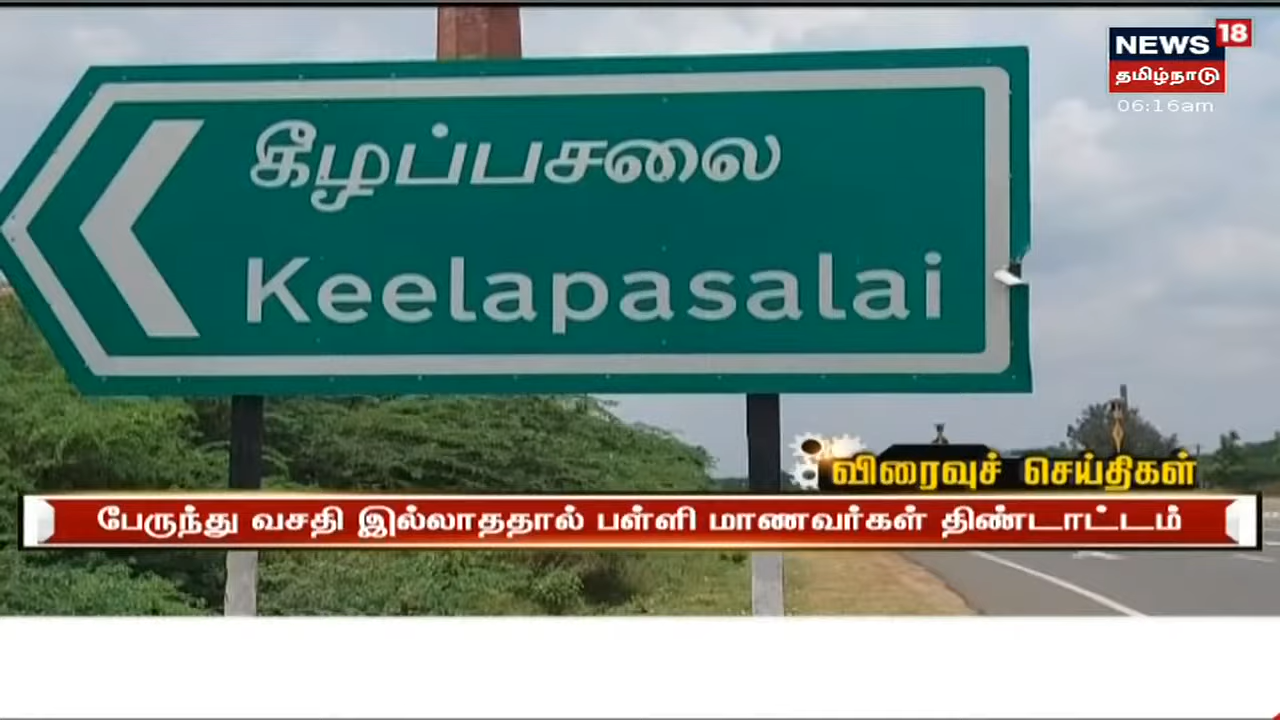 NEWS 18
தமிழ்நாடு
06:16am
கீழப்பசலை
Keelapasalai
விரைவுச் செய்திகள்
பேருந்து வசதி இல்லாததால் பள்ளி மாணவர்கள் திண்டாட்டம்